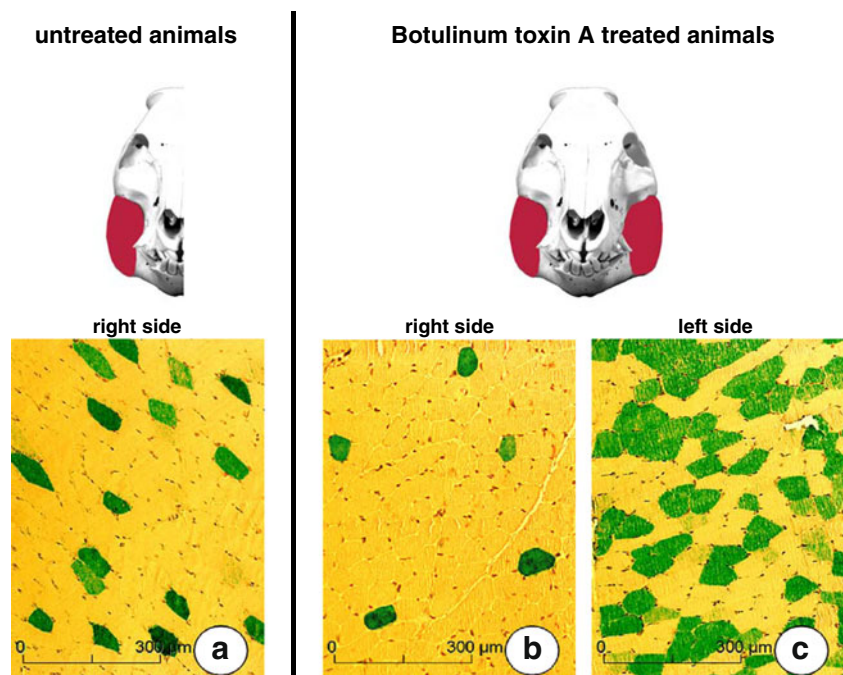 untreated animals
Botulinum toxin A treated animals
right side
right side
left side
0 300 µm
a
0 300 µm
b
0 300 µm
c